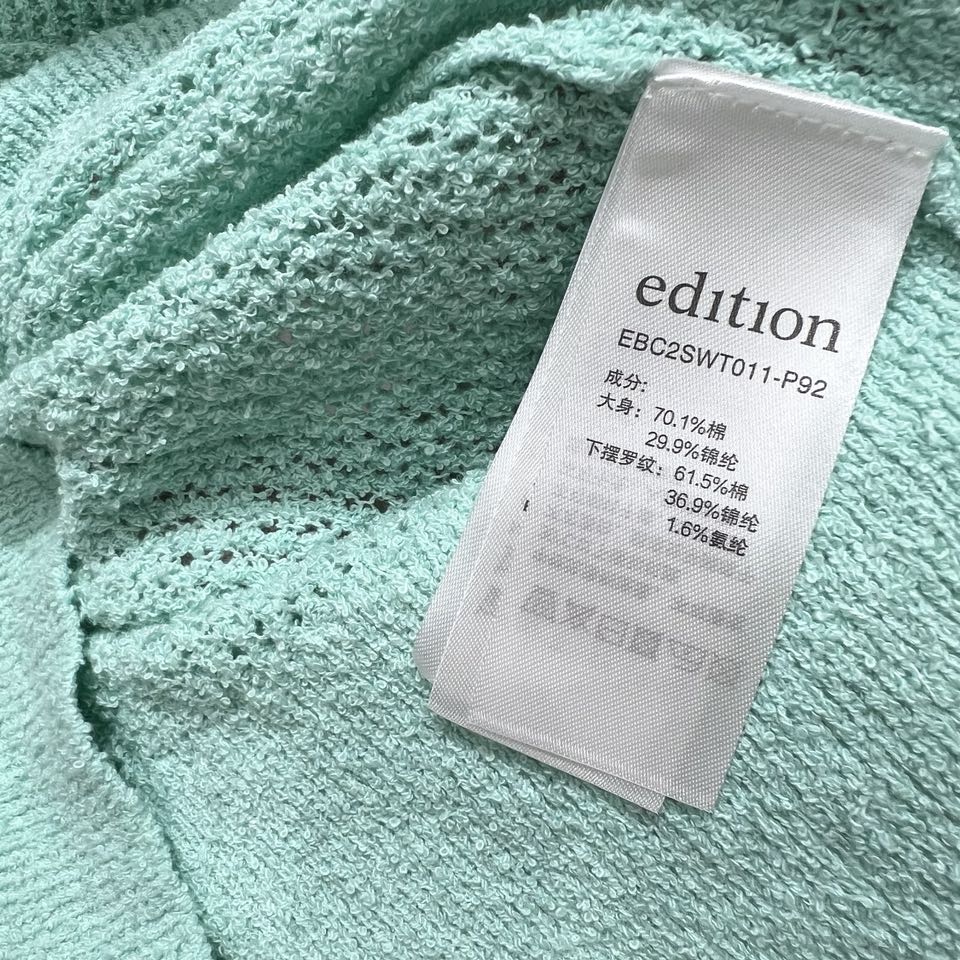 edition
EBC2SWT011-P92
成分:
大身: 70.1%棉
29.9%锦纶
下摆罗纹: 61.5%棉
36.9%锦纶
1.6%氨纶